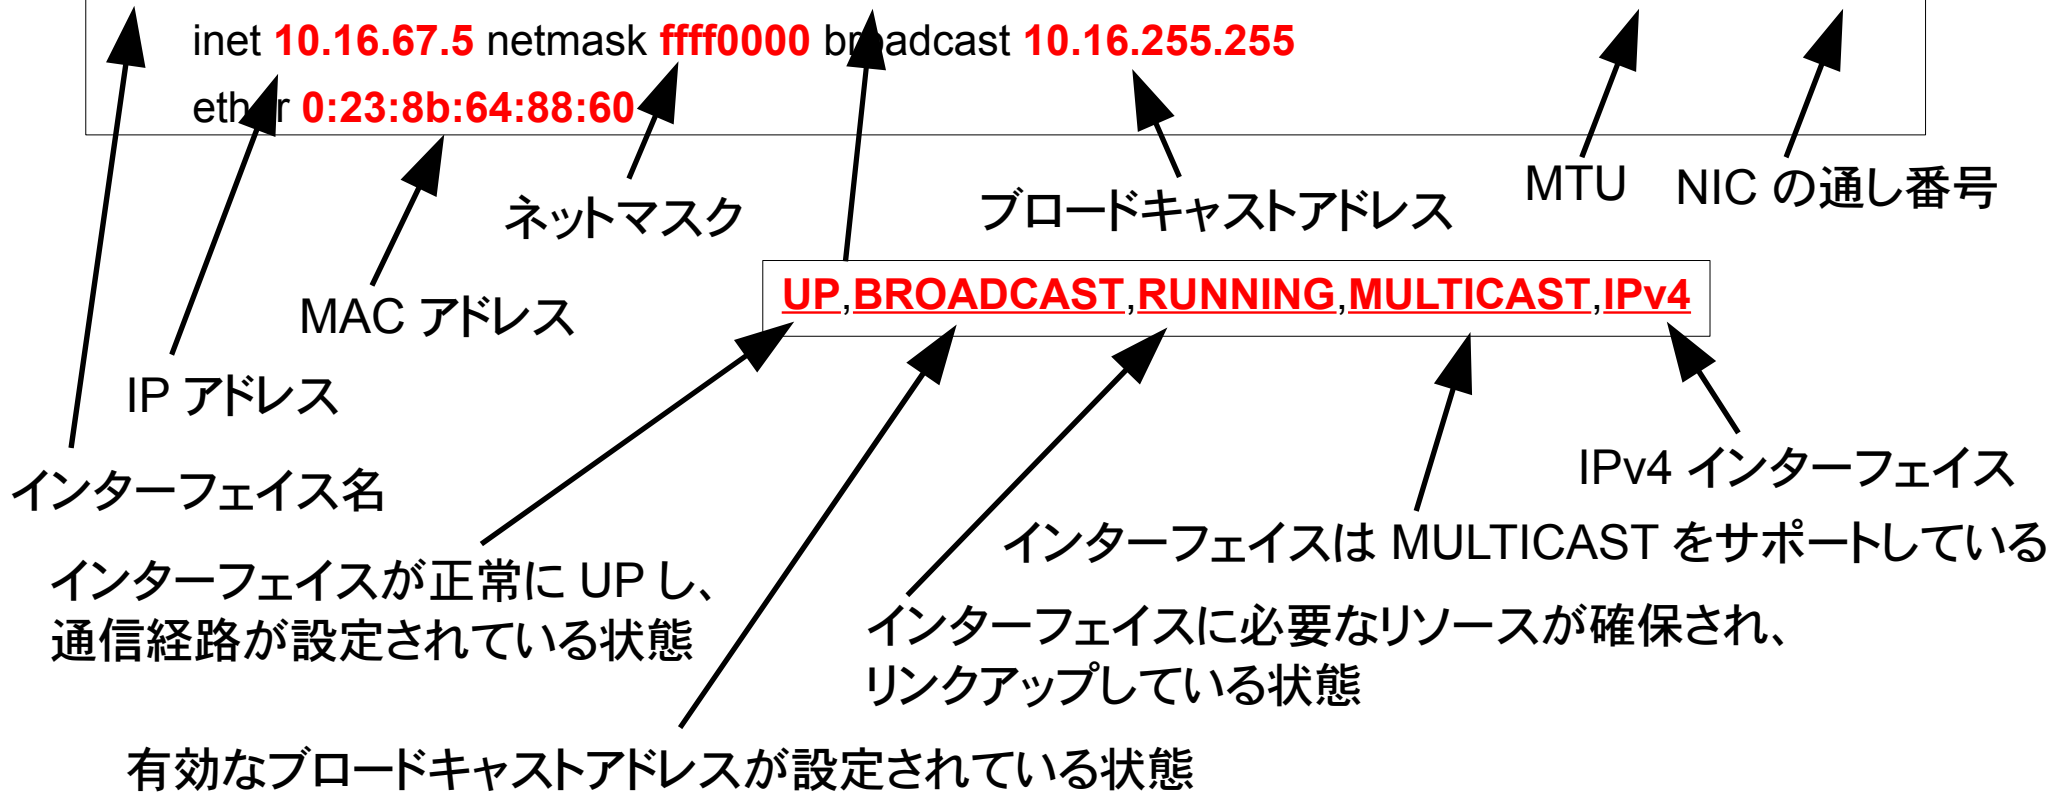 inet 10.16.67.5 netmask ffff0000 broadcast 10.16.255.255
ether 0:23:8b:64:88:60
MTU
NIC の通し番号
ネットマスク
ブロードキャストアドレス
UP,BROADCAST,RUNNING,MULTICAST,IPv4
MAC アドレス
IP アドレス
インターフェイス名
IPv4 インターフェイス
インターフェイスは MULTICAST をサポートしている
インターフェイスが正常に UP し、
通信経路が設定されている状態
インターフェイスに必要なリソースが確保され、
リンクアップしている状態
有効なブロードキャストアドレスが設定されている状態